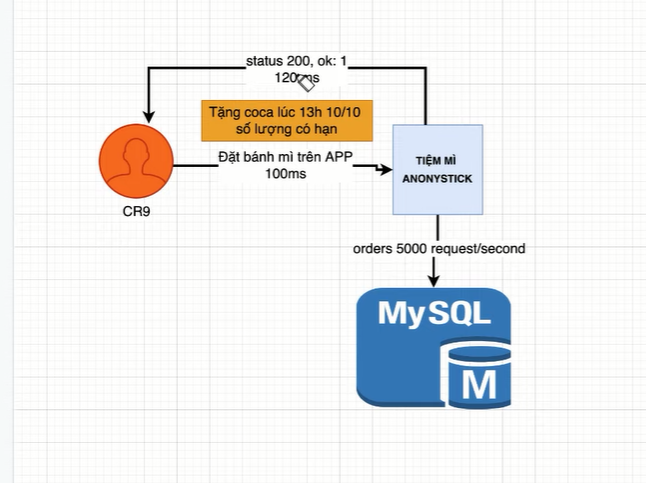 status 200, ok: 1
120ms
Tặng coca lúc 13h 10/10
số lượng có hạn
Đặt bánh mì trên APP
100ms
TIỆM MÌ
ANONYSTICK
CR9
orders 5000 request/second
MySQL
M